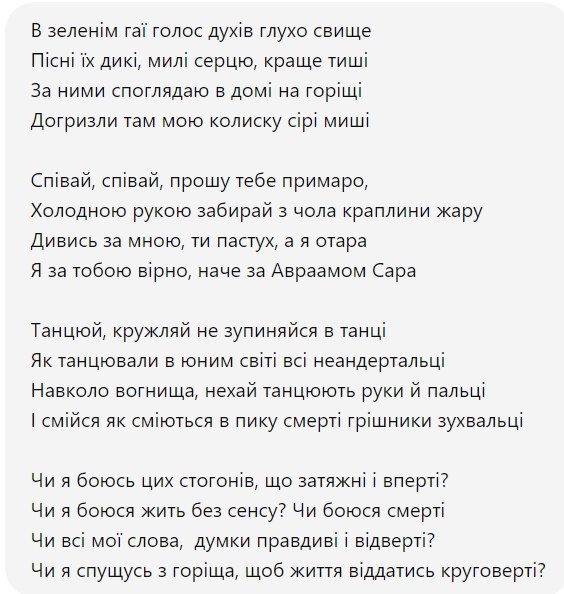 В зеленім гаї голос духів глухо свище
Пісні їх дикі, милі серцю, краще тиші
За ними споглядаю в домі на горіщі
Догризли там мою колиску сірі миші

Співай, співай, прошу тебе примаро,
Холодною рукою забирай з чола краплини жару
Дивись за мною, ти пастух, а я отара
Я за тобою вірно, наче за Авраамом Сара

Танцюй, кружляй не зупиняйся в танці
Як танцювали в юним світі всі неандертальці
Навколо вогнища, нехай танцюють руки й пальці
І смійся як сміються в пику смерті грішники зухвальці

Чи я боюсь цих стогонів, що затяжні і вперті?
Чи я боюся жить без сенсу? Чи боюся смерті
Чи всі мої слова,  думки правдиві і відверті?
Чи я спущусь з горіща, щоб життя віддатись круговерті?